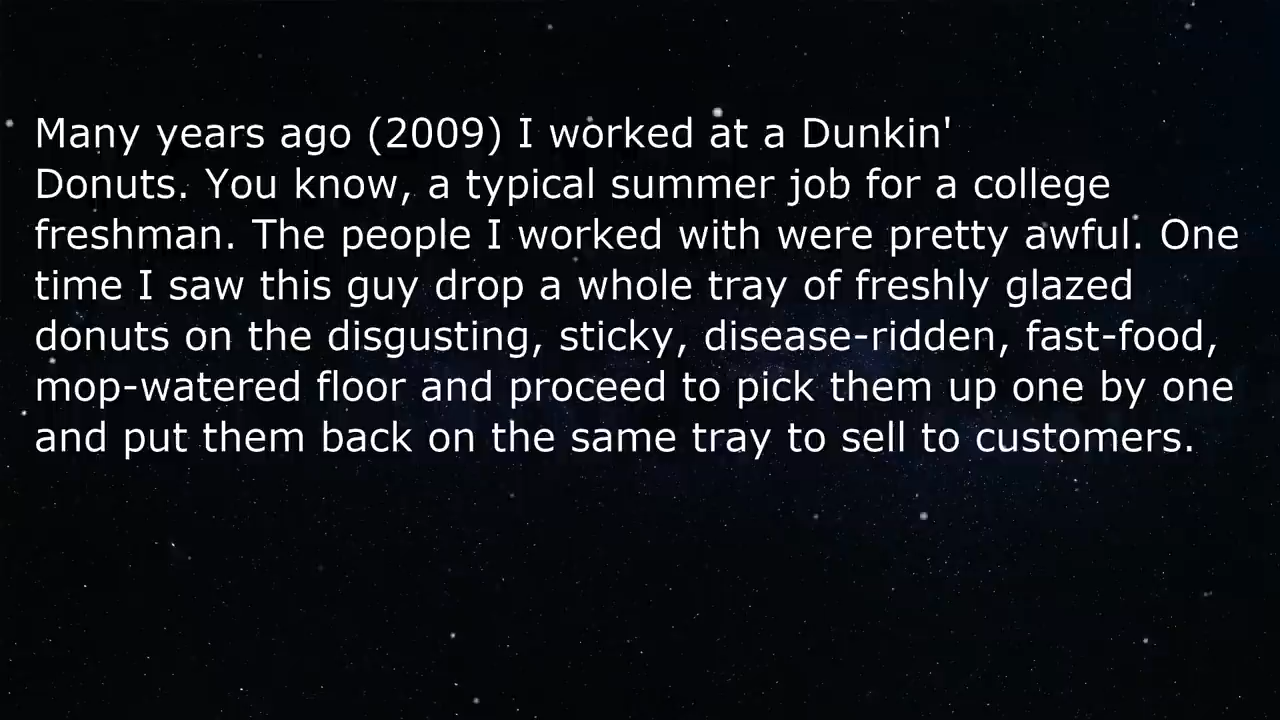 Many years ago (2009) I worked at a Dunkin'
Donuts. You know, a typical summer job for a college
freshman. The people I worked with were pretty awful. One
time I saw this guy drop a whole tray of freshly glazed
donuts on the disgusting, sticky, disease-ridden, fast-food,
mop-watered floor and proceed to pick them up one by one
and put them back on the same tray to sell to customers.